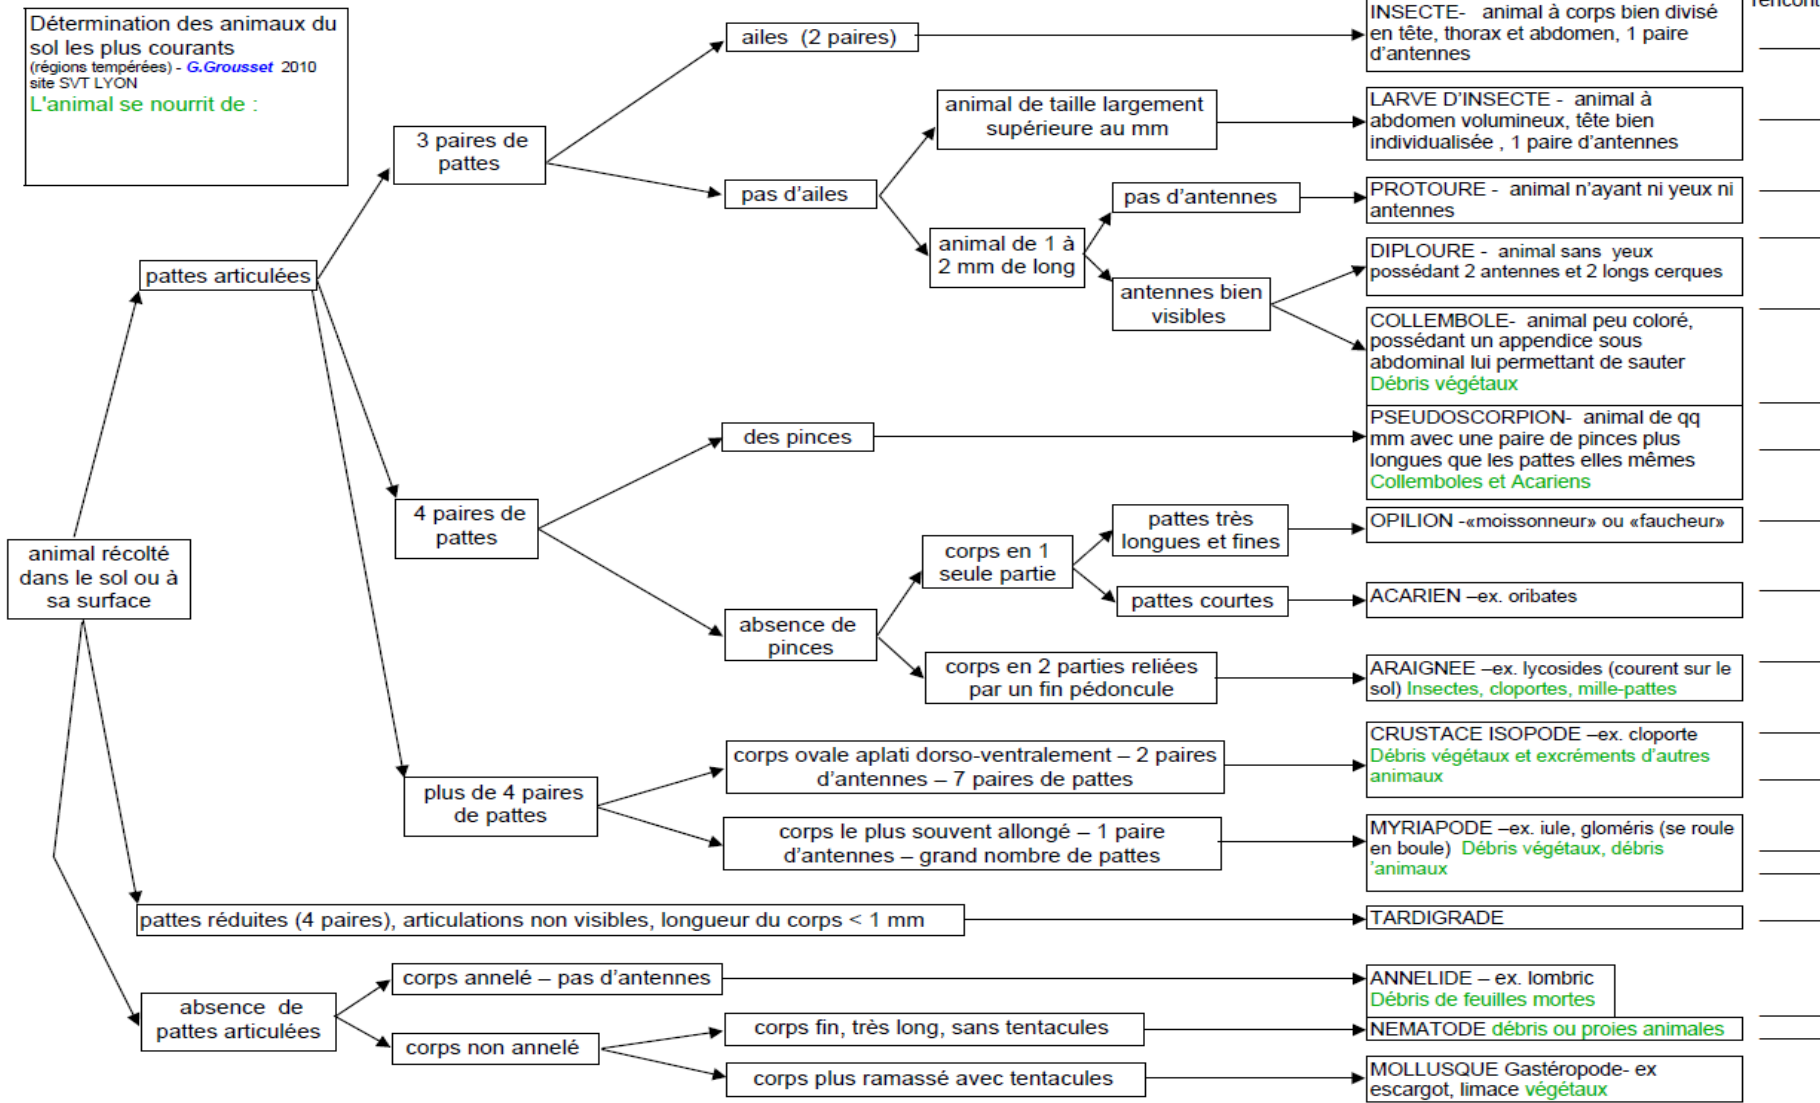 Détermination des animaux du
sol les plus courants
(régions tempérées) - G.Grousset 2010
site SVT LYON
L'animal se nourrit de :
animal récolté
dans le sol ou à
sa surface
pattes articulées
3 paires de
pattes
ailes (2 paires)
INSECTE- animal à corps bien divisé
en tête, thorax et abdomen, 1 paire
d'antennes
pas d'ailes
animal de taille largement
supérieure au mm
LARVE D'INSECTE - animal à
abdomen volumineux, tête bien
individualisée , 1 paire d'antennes
animal de 1 à
2 mm de long
pas d'antennes
PROTOURE - animal n'ayant ni yeux ni
antennes
antennes bien
visibles
DIPLOURE - animal sans yeux
possédant 2 antennes et 2 longs cerques
COLLEMBOLE- animal peu coloré,
possédant un appendice sous
abdominal lui permettant de sauter
Débris végétaux
4 paires de
pattes
des pinces
PSEUDOSCORPION- animal de qq
mm avec une paire de pinces plus
longues que les pattes elles mêmes
Collemboles et Acariens
absence de
pinces
corps en 1
seule partie
pattes très
longues et fines
OPILION -«moissonneur» ou «faucheur»
pattes courtes
ACARIEN –ex. oribates
corps en 2 parties reliées
par un fin pédoncule
ARAIGNEE –ex. lycosides (courent sur le
sol) Insectes, cloportes, mille-pattes
plus de 4 paires
de pattes
corps ovale aplati dorso-ventralement – 2 paires
d'antennes – 7 paires de pattes
CRUSTACE ISOPODE –ex. cloporte
Débris végétaux et excréments d'autres
animaux
corps le plus souvent allongé – 1 paire
d'antennes – grand nombre de pattes
MYRIAPODE –ex. iule, gloméris (se roule
en boule) Débris végétaux, débris
'animaux
pattes réduites (4 paires), articulations non visibles, longueur du corps < 1 mm
TARDIGRADE
absence de
pattes articulées
corps annelé – pas d'antennes
ANNELIDE – ex. lombric
Débris de feuilles mortes
corps non annelé
corps fin, très long, sans tentacules
NEMATODE débris ou proies animales
corps plus ramassé avec tentacules
MOLLUSQUE Gastéropode- ex
escargot, limace végétaux